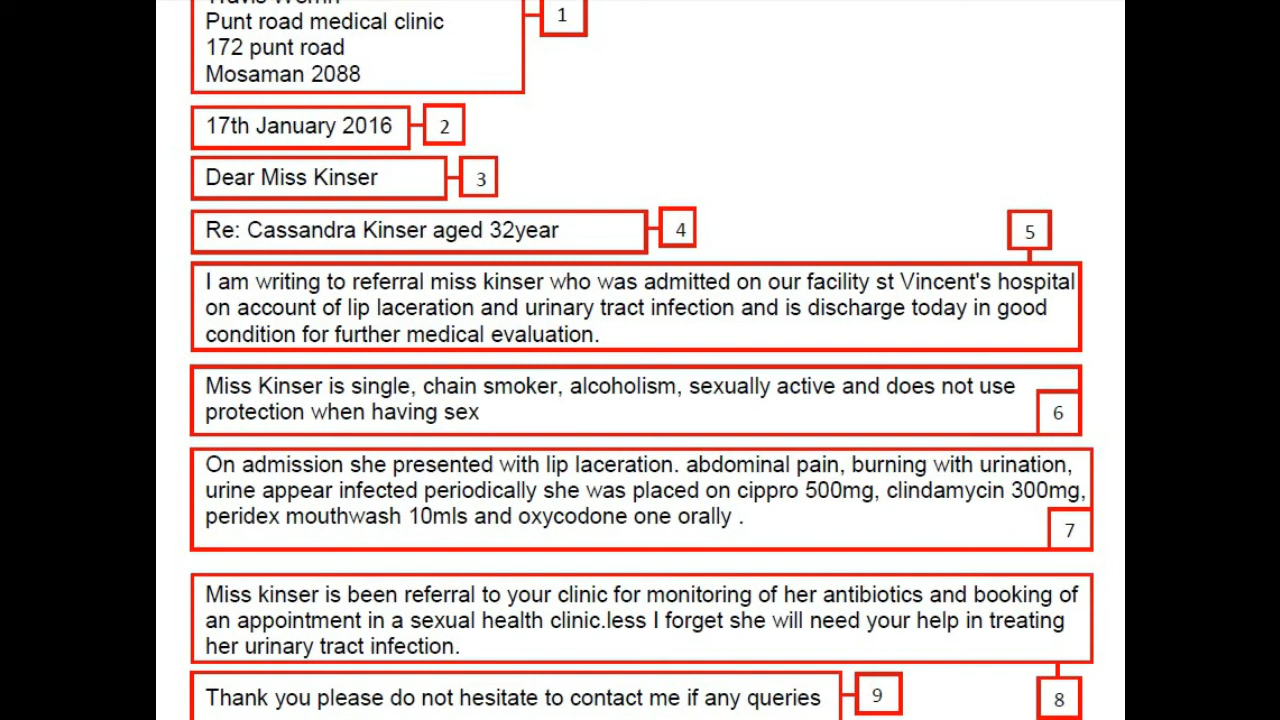 Punt road medical clinic
1
172 punt road
Mosaman 2088
17th January 2016
2
Dear Miss Kinser
3
Re: Cassandra Kinser aged 32year
4
5
I am writing to referral miss kinser who was admitted on our facility st Vincent's hospital
on account of lip laceration and urinary tract infection and is discharge today in good
condition for further medical evaluation.
Miss Kinser is single, chain smoker, alcoholism, sexually active and does not use
protection when having sex
6
On admission she presented with lip laceration. abdominal pain, burning with urination,
urine appear infected periodically she was placed on cippro 500mg, clindamycin 300mg,
peridex mouthwash 10mls and oxycodone one orally .
7
Miss kinser is been referral to your clinic for monitoring of her antibiotics and booking of
an appointment in a sexual health clinic.less I forget she will need your help in treating
her urinary tract infection.
8
Thank you please do not hesitate to contact me if any queries
9